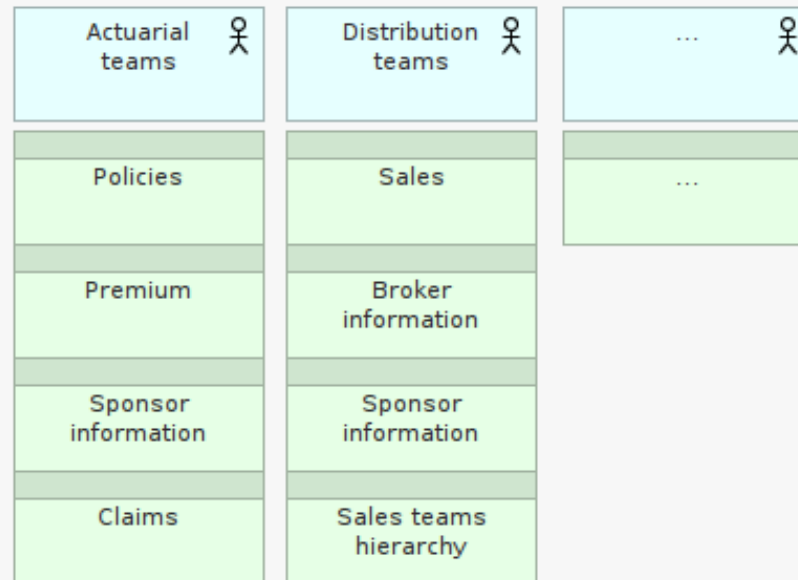 Actuarial
teams
Distribution
teams
...
Policies
Sales
...
Premium
Broker
information
Sponsor
information
Sponsor
information
Claims
Sales teams
hierarchy